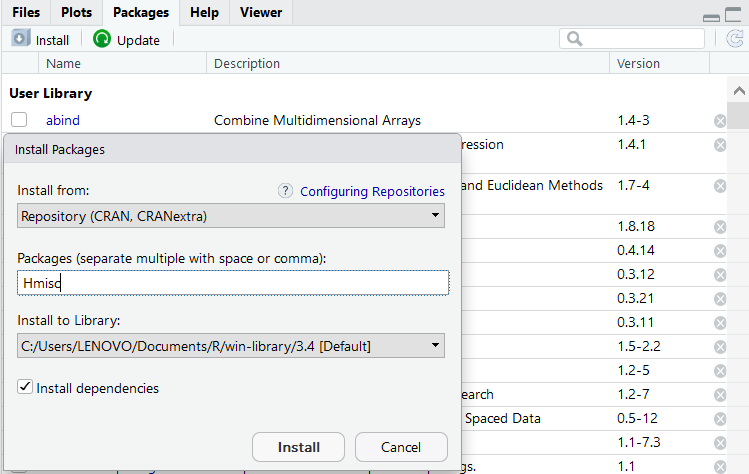 Files Plots Packages Help Viewer
Install Update
Name Description Version
User Library
abind Combine Multidimensional Arrays 1.4-3
Install Packages
ression 1.4.1
Install from: ? Configuring Repositories
and Euclidean Methods 1.7-4
Repository (CRAN, CRANextra)
1.8.18
0.4.14
Packages (separate multiple with space or comma):
0.3.12
Hmisc
0.3.21
Install to Library:
0.3.11
C:/Users/LENOVO/Documents/R/win-library/3.4 [Default]
1.5-2.2
1.2-5
Install dependencies
earch 1.2-7
Spaced Data 0.5-12
Install Cancel
1.1-7.3
gs. 1.1